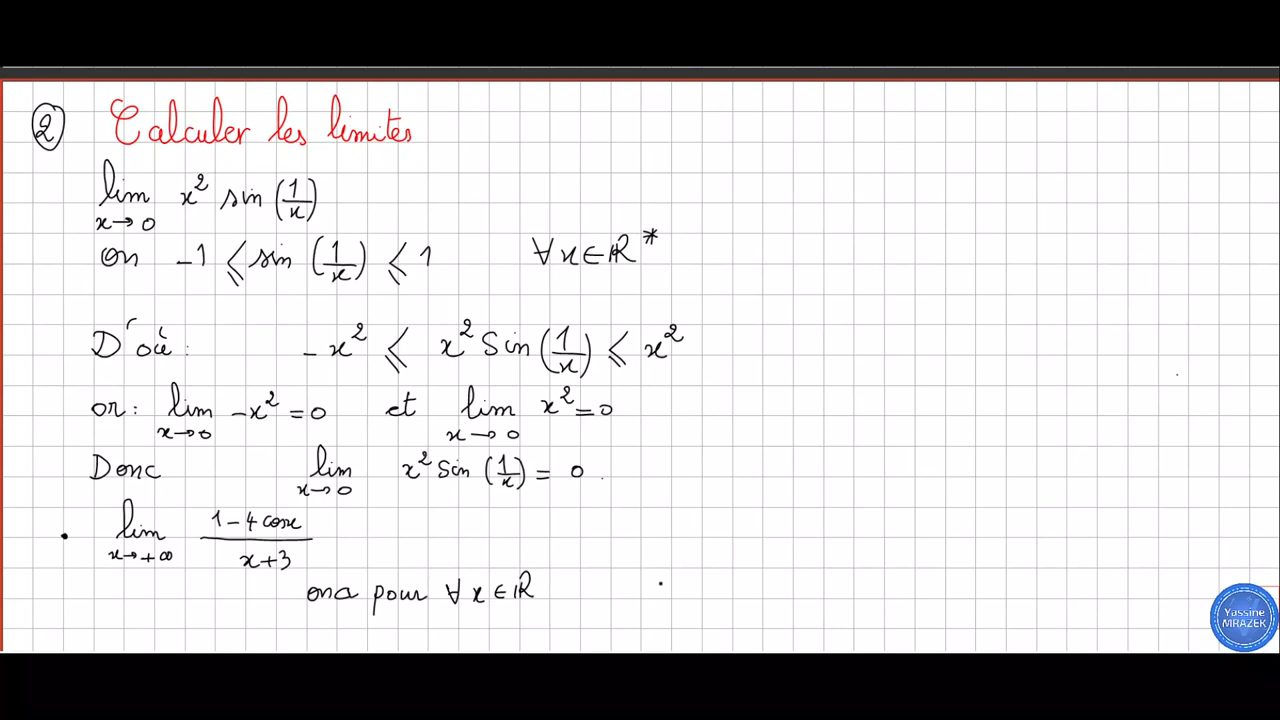 ② Calculer les limites
lim x→0 x² sin(1/x)
on -1 ⩽ sin(1/x) ⩽ 1 ∀x∈ℝ*
D'où : -x² ⩽ x² Sin(1/x) ⩽ x²
or: lim x→0 -x² = 0 et lim x→0 x² = 0
Donc lim x→0 x² Sin(1/x) = 0.
• lim x→+∞ (1-4cosx)/(x+3)
ona pour ∀x∈ℝ
Yassine
MRAZEK